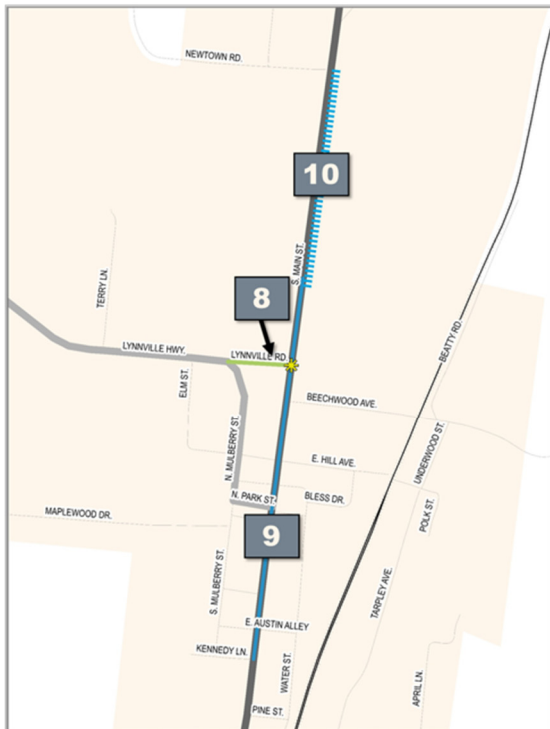 NEWTOWN RD.
10
S. MAIN ST.
TERRY LN.
8
BEATTY RD.
LYNNVILLE HWY.
LYNNVILLE RD
ELM ST.
BEECHWOOD AVE.
N. MULBERRY ST.
UNDERWOOD ST.
E. HILL AVE.
N. PARK ST.
BLESS DR.
POLK ST.
MAPLEWOOD DR.
9
S. MULBERRY ST.
TARPLEY AVE.
E. AUSTIN ALLEY
KENNEDY LN.
WATER ST.
APRIL LN.
PINE ST.